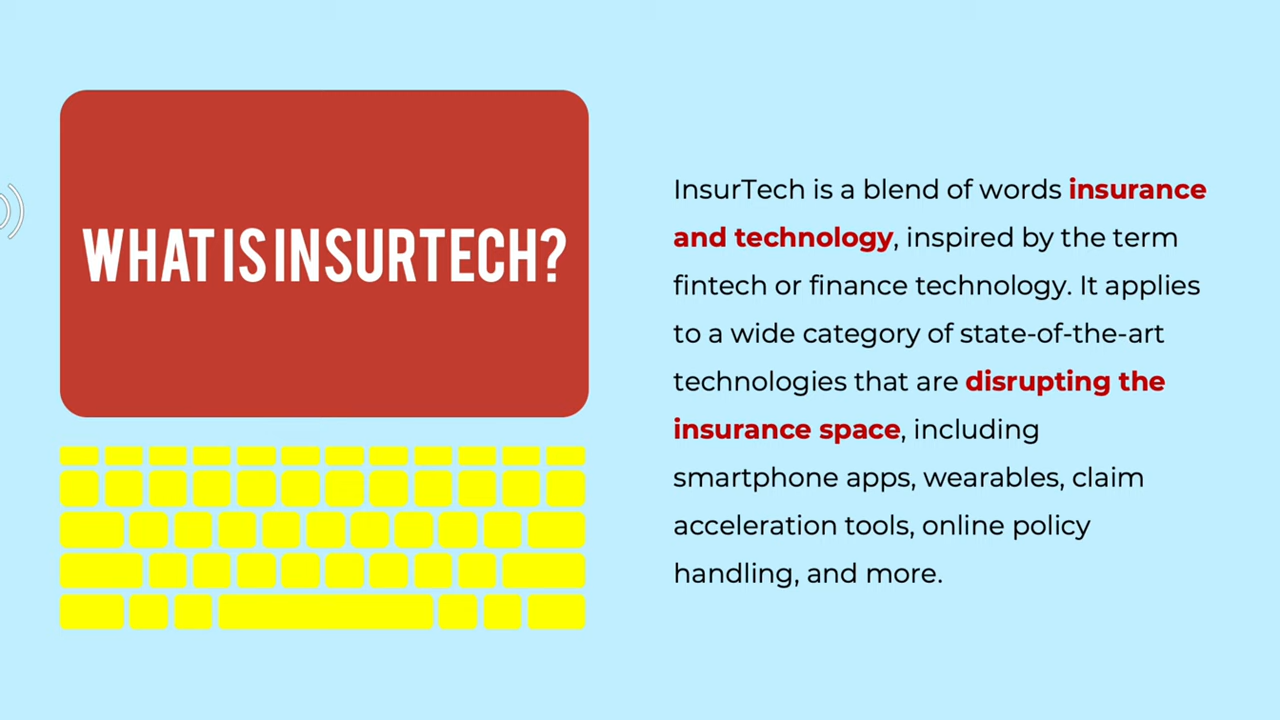 WHAT IS INSURTECH?
InsurTech is a blend of words insurance
and technology, inspired by the term
fintech or finance technology. It applies
to a wide category of state-of-the-art
technologies that are disrupting the
insurance space, including
smartphone apps, wearables, claim
acceleration tools, online policy
handling, and more.